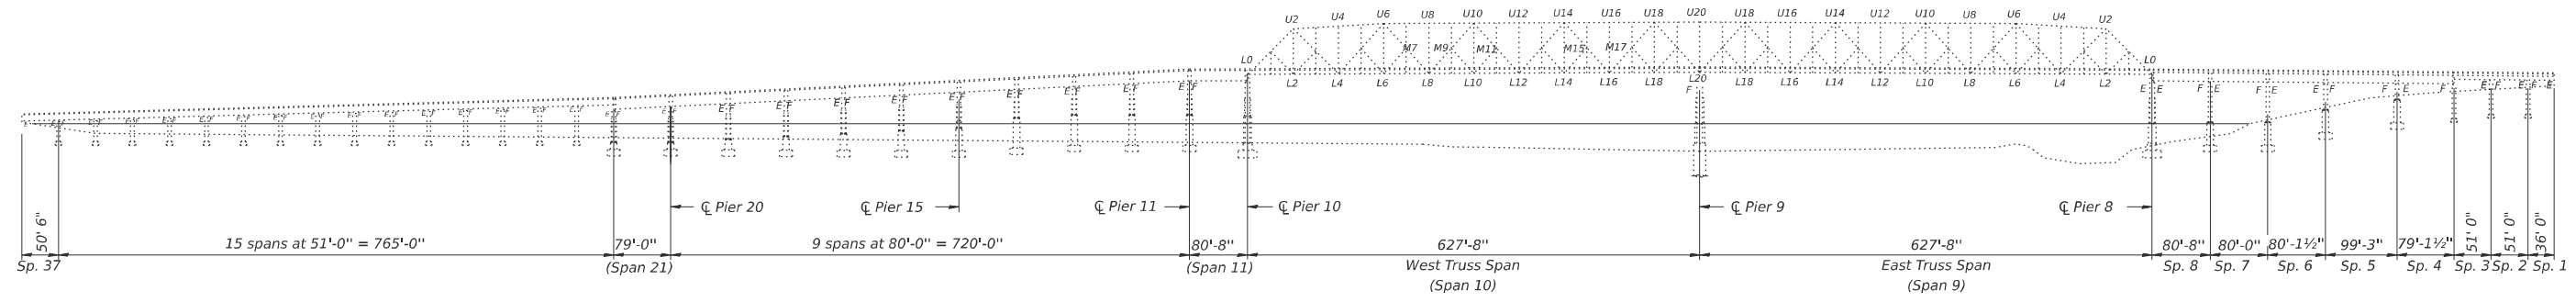 U2 U4 U6 U8 U10 U12 U14 U16 U18 U20 U18 U16 U14 U12 U10 U8 U6 U4 U2
M7 M9 M11 M15 M17
L0 L0
L2 L4 L6 L8 L10 L12 L14 L16 L18 L20 L18 L16 L14 L12 L10 L8 L6 L4 L2
E F E F E F E F E F E F E F E F E F F E E F E F E E F F E F E F E F E
℄ Pier 20 ℄ Pier 15 ℄ Pier 11 ℄ Pier 10 ℄ Pier 9 ℄ Pier 8
50' 6" 15 spans at 51'-0" = 765'-0" 79'-0" 9 spans at 80'-0" = 720'-0" 80'-8" 627'-8" 627'-8" 80'-8" 80'-0" 80'-1½" 99'-3" 79'-1½" 51' 0" 51' 0" 36' 0"
Sp. 37 (Span 21) (Span 11) West Truss Span East Truss Span Sp. 8 Sp. 7 Sp. 6 Sp. 5 Sp. 4 Sp. 3 Sp. 2 Sp. 1
(Span 10) (Span 9)